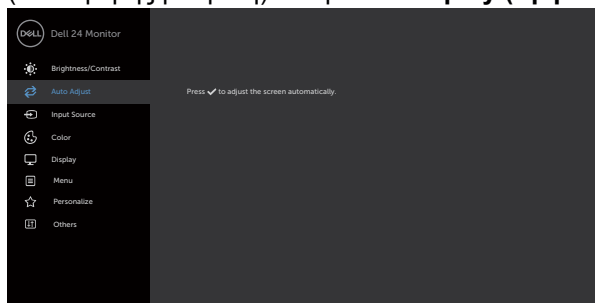 DELL
Dell 24 Monitor
Brightness/Contrast
Auto Adjust
Press ✓ to adjust the screen automatically.
Input Source
Color
Display
Menu
Personalize
Others